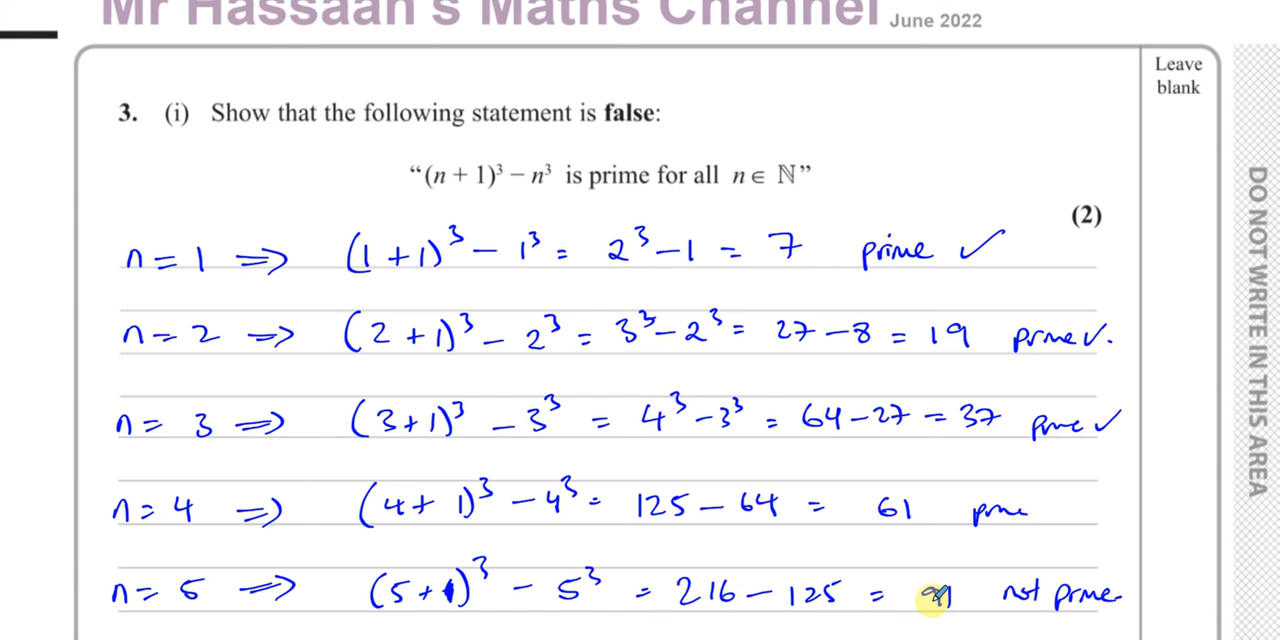 Mr Hassaan's Maths Channel June 2022
Leave
blank
3. (i) Show that the following statement is false:
“(n + 1)³ – n³ is prime for all n ∈ ℕ”
(2)
n = 1 ⇒ (1 + 1)³ – 1³ = 2³ – 1 = 7 prime ✓
n = 2 ⇒ (2 + 1)³ – 2³ = 3³ – 2³ = 27 – 8 = 19 prime ✓.
n = 3 ⇒ (3 + 1)³ – 3³ = 4³ – 3³ = 64 – 27 = 37 prime ✓
n = 4 ⇒ (4 + 1)³ – 4³ = 125 – 64 = 61 prime
n = 5 ⇒ (5 + 1)³ – 5³ = 216 – 125 = 91 not prime
DO NOT WRITE IN THIS AREA